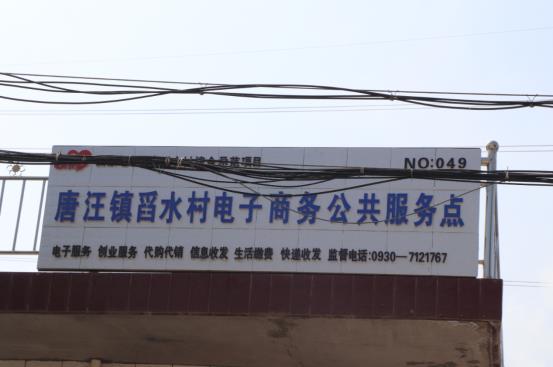 项目 NO:049
唐汪镇舀水村电子商务公共服务点
电子服务 创业服务 代购代销 信息收发 生活缴费 快递收发 监督电话:0930—7121767